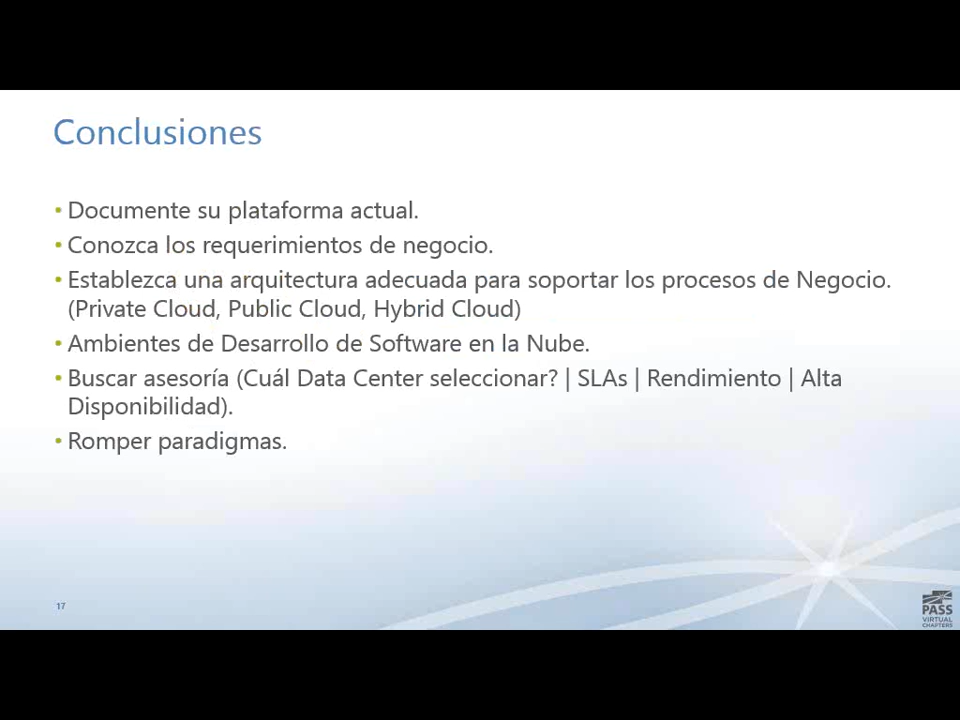 Conclusiones
• Documente su plataforma actual.
• Conozca los requerimientos de negocio.
• Establezca una arquitectura adecuada para soportar los procesos de Negocio.
(Private Cloud, Public Cloud, Hybrid Cloud)
• Ambientes de Desarrollo de Software en la Nube.
• Buscar asesoría (Cuál Data Center seleccionar? | SLAs | Rendimiento | Alta
Disponibilidad).
• Romper paradigmas.
17
PASS
VIRTUAL
CHAPTERS